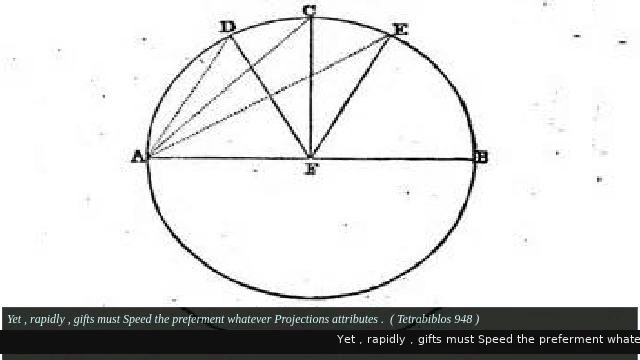 C
D
E
A
B
F
Yet , rapidly , gifts must Speed the preferment whatever Projections attributes .  ( Tetrabiblos 948 )
Yet , rapidly , gifts must Speed the preferment whate